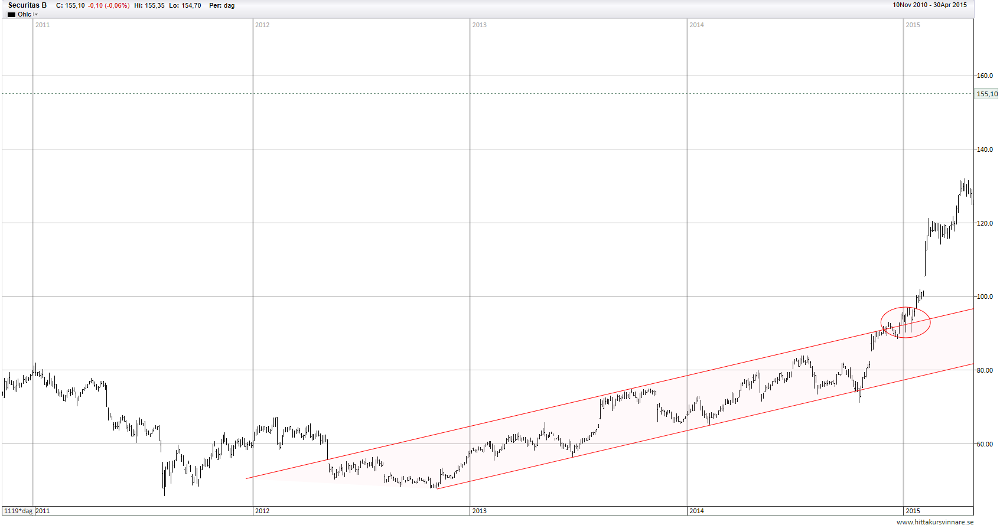 Securitas B C: 155,10 -0,10 (-0,06%) Hi: 155,35 Lo: 154,70 Per: dag 10Nov 2010 - 30Apr 2015
Ohlc
2011 2012 2013 2014 2015
160.0
155,10
140.0
120.0
100.0
80.00
60.00
1119*dag 2011 2012 2013 2014 2015
www.hittakursvinnare.se